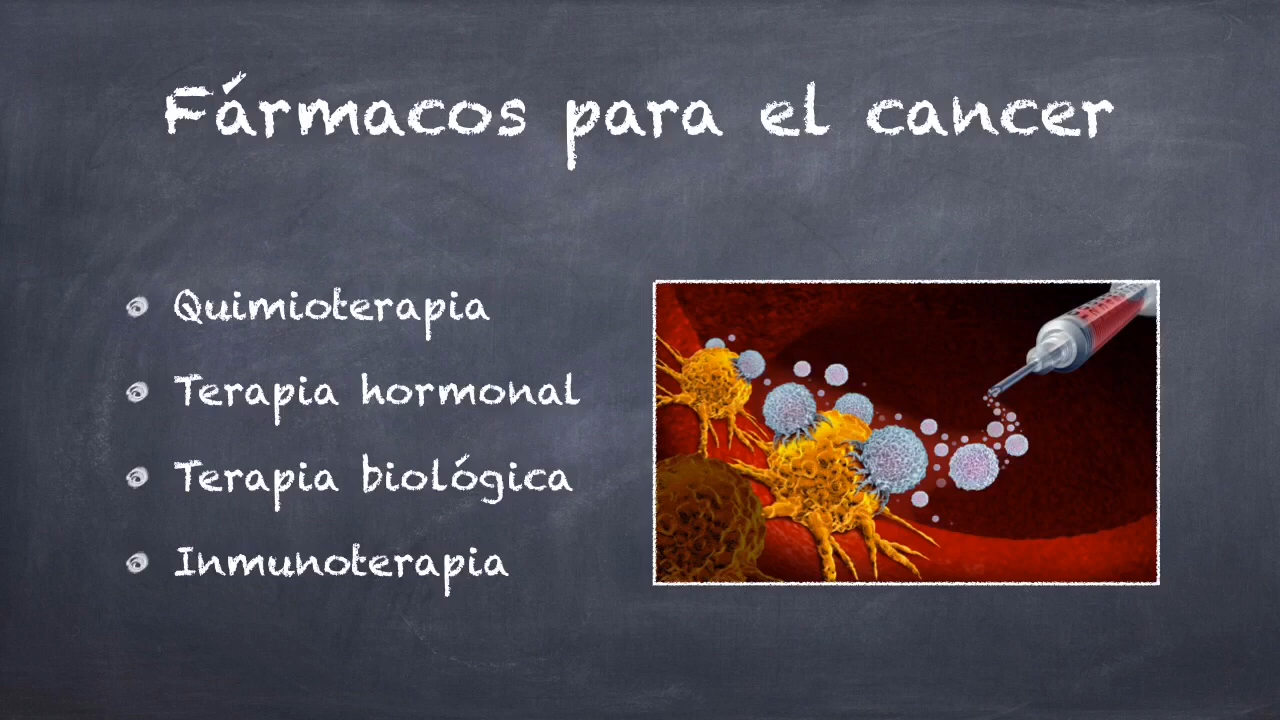 Fármacos para el cancer
Quimioterapia
Terapia hormonal
Terapia biológica
Inmunoterapia